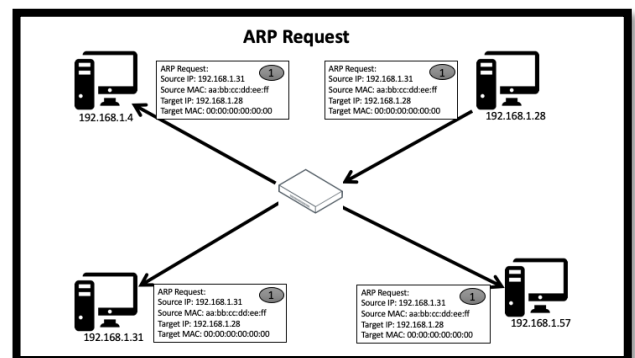 ARP Request
ARP Request:
Source IP: 192.168.1.31
Source MAC: aa:bb:cc:dd:ee:ff
Target IP: 192.168.1.28
Target MAC: 00:00:00:00:00:00
1
192.168.1.4
ARP Request:
Source IP: 192.168.1.31
Source MAC: aa:bb:cc:dd:ee:ff
Target IP: 192.168.1.28
Target MAC: 00:00:00:00:00:00
1
192.168.1.28
ARP Request:
Source IP: 192.168.1.31
Source MAC: aa:bb:cc:dd:ee:ff
Target IP: 192.168.1.28
Target MAC: 00:00:00:00:00:00
1
192.168.1.31
ARP Request:
Source IP: 192.168.1.31
Source MAC: aa:bb:cc:dd:ee:ff
Target IP: 192.168.1.28
Target MAC: 00:00:00:00:00:00
1
192.168.1.57